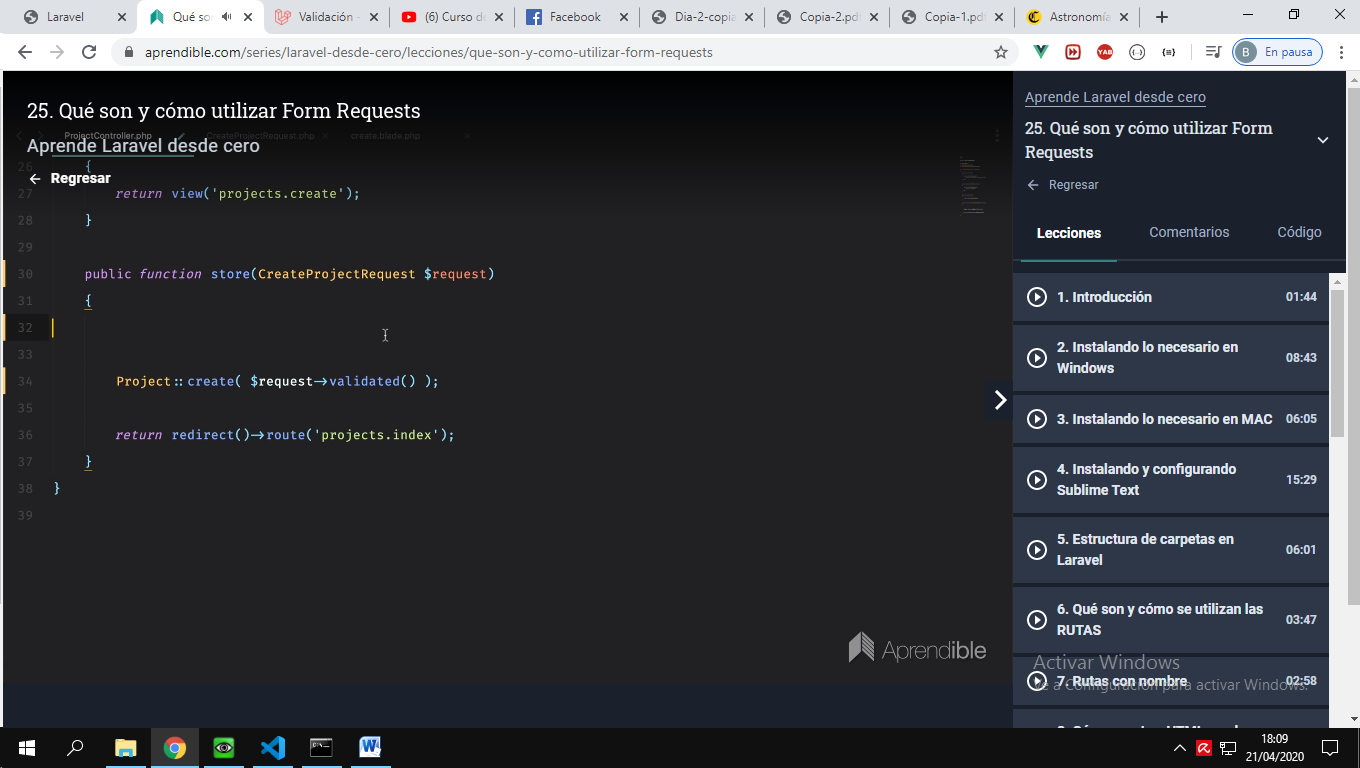 Laravel
Qué so
Validación -
(6) Curso de
Facebook
Dia-2-copia
Copia-2.pdf
Copia-1.pdf
Astronomía
aprendible.com/series/laravel-desde-cero/lecciones/que-son-y-como-utilizar-form-requests
YAB
B En pausa
25. Qué son y cómo utilizar Form Requests
ProjectController.php CreateProjectRequest.php create.blade.php
Aprende Laravel desde cero
Regresar
26 {
27 return view('projects.create');
28 }
29
30 public function store(CreateProjectRequest $request)
31 {
32
33
34 Project::create( $request->validated() );
35
36 return redirect()->route('projects.index');
37 }
38 }
39
Aprendible
Aprende Laravel desde cero
25. Qué son y cómo utilizar Form
Requests
Regresar
Lecciones Comentarios Código
1. Introducción 01:44
2. Instalando lo necesario en
Windows 08:43
3. Instalando lo necesario en MAC 06:05
4. Instalando y configurando
Sublime Text 15:29
5. Estructura de carpetas en
Laravel 06:01
6. Qué son y cómo se utilizan las
RUTAS 03:47
Activar Windows
7. Rutas con nombre 02:58
Ve a Configuración para activar Windows.
18:09
21/04/2020